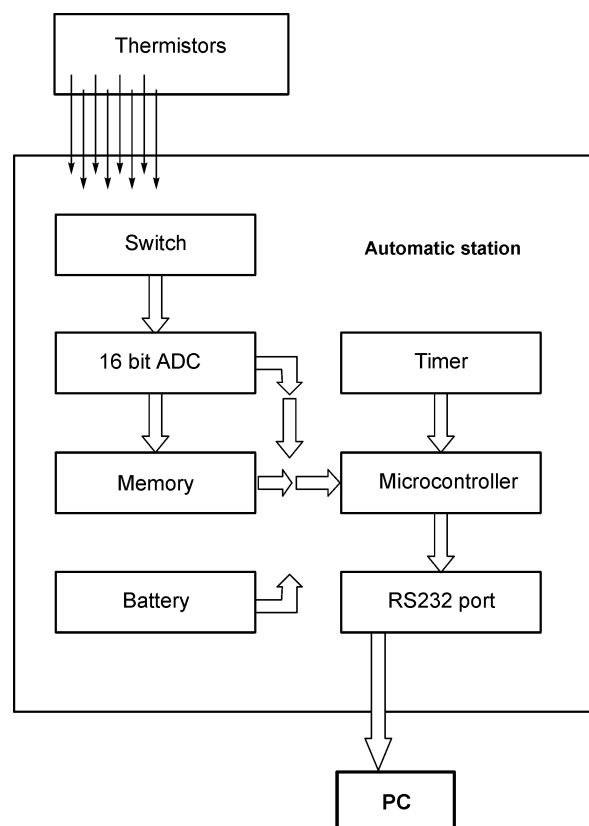 Thermistors
Switch
Automatic station
16 bit ADC
Timer
Memory
Microcontroller
Battery
RS232 port
PC